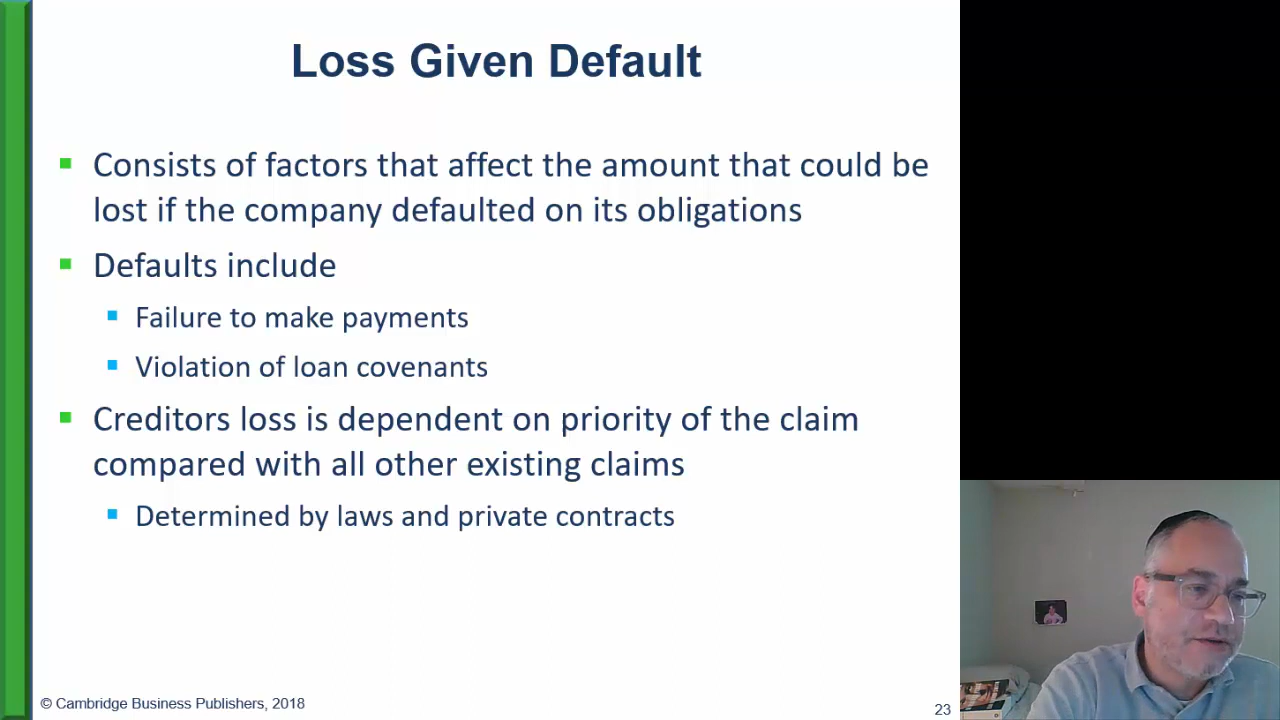 Loss Given Default
Consists of factors that affect the amount that could be
lost if the company defaulted on its obligations
Defaults include
Failure to make payments
Violation of loan covenants
Creditors loss is dependent on priority of the claim
compared with all other existing claims
Determined by laws and private contracts
© Cambridge Business Publishers, 2018
23